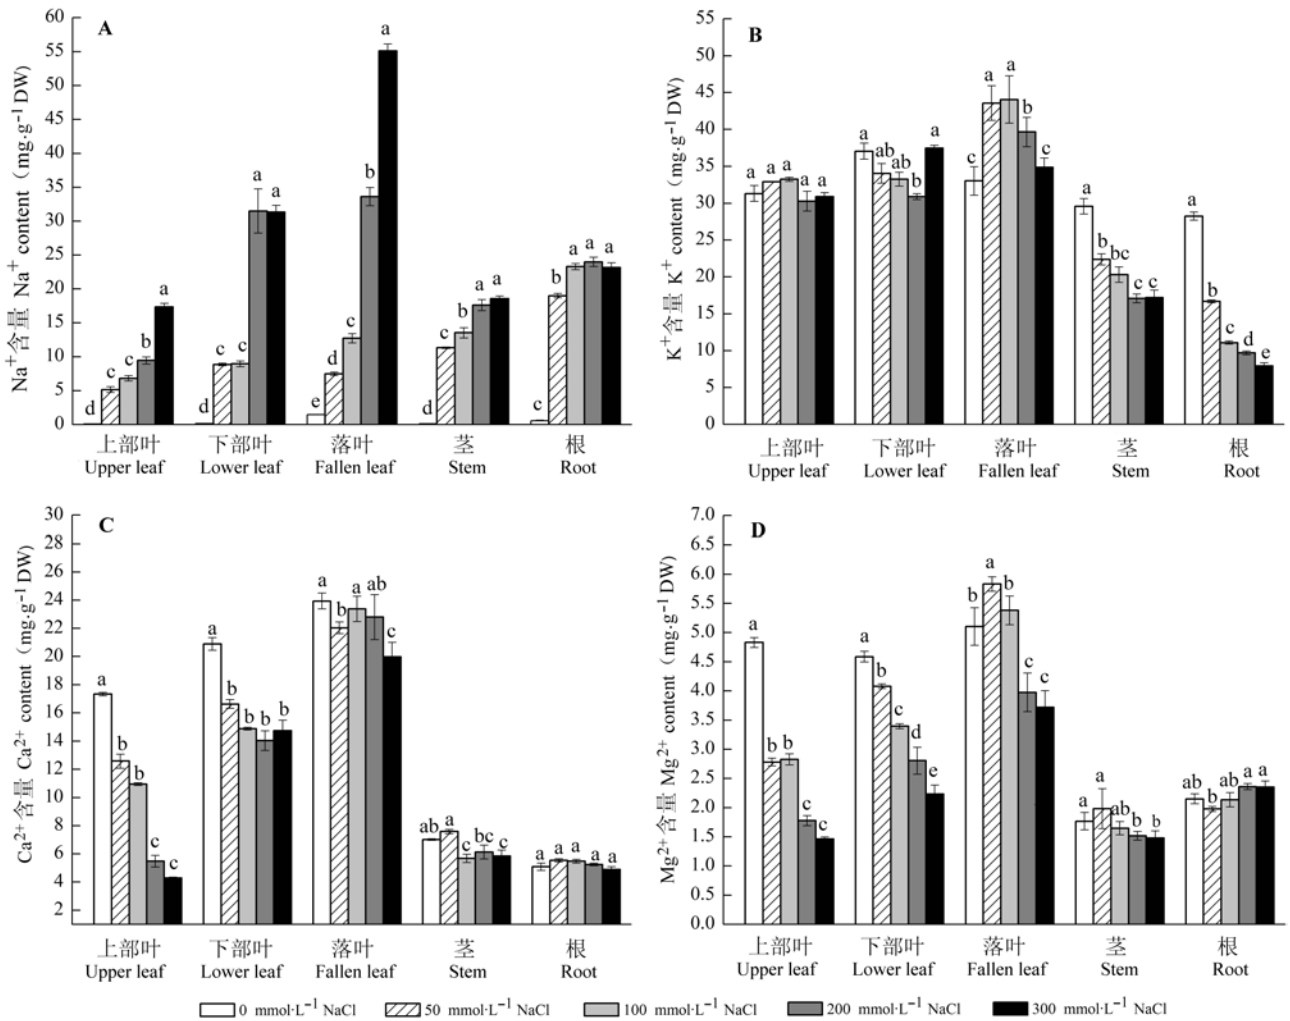 A
Na⁺含量 Na⁺ content (mg·g⁻¹ DW)
60
55
50
45
40
35
30
25
20
15
10
5
0
d c c b a
d c c a a
e d c b a
d c b a a
c b a a a
上部叶 下部叶 落叶 茎 根
Upper leaf Lower leaf Fallen leaf Stem Root
B
K⁺含量 K⁺ content (mg·g⁻¹ DW)
55
50
45
40
35
30
25
20
15
10
5
0
a a a a a
a ab ab b a
c a a b c
a b bc c c
a b c d e
上部叶 下部叶 落叶 茎 根
Upper leaf Lower leaf Fallen leaf Stem Root
C
Ca²⁺含量 Ca²⁺ content (mg·g⁻¹ DW)
30
28
26
24
22
20
18
16
14
12
10
8
6
4
2
a b b c c
a b b b b
a b a ab c
ab a c bc c
a a a a a
上部叶 下部叶 落叶 茎 根
Upper leaf Lower leaf Fallen leaf Stem Root
D
Mg²⁺含量 Mg²⁺ content (mg·g⁻¹ DW)
7.0
6.5
6.0
5.5
5.0
4.5
4.0
3.5
3.0
2.5
2.0
1.5
1.0
0.5
0.0
a b b c c
a b c d e
b a b c c
a a ab b b
ab b ab a a
上部叶 下部叶 落叶 茎 根
Upper leaf Lower leaf Fallen leaf Stem Root
0 mmol·L⁻¹ NaCl 50 mmol·L⁻¹ NaCl 100 mmol·L⁻¹ NaCl 200 mmol·L⁻¹ NaCl 300 mmol·L⁻¹ NaCl